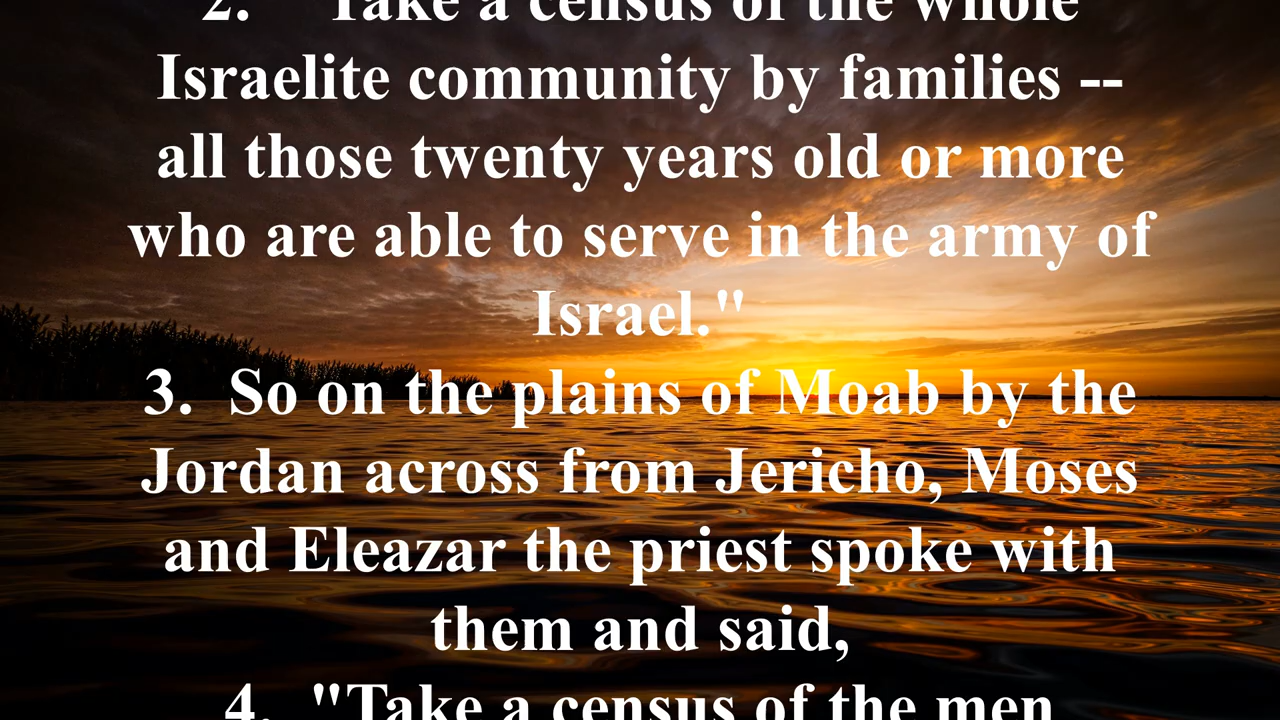 2. "Take a census of the whole
Israelite community by families --
all those twenty years old or more
who are able to serve in the army of
Israel."
3. So on the plains of Moab by the
Jordan across from Jericho, Moses
and Eleazar the priest spoke with
them and said,
4. "Take a census of the men